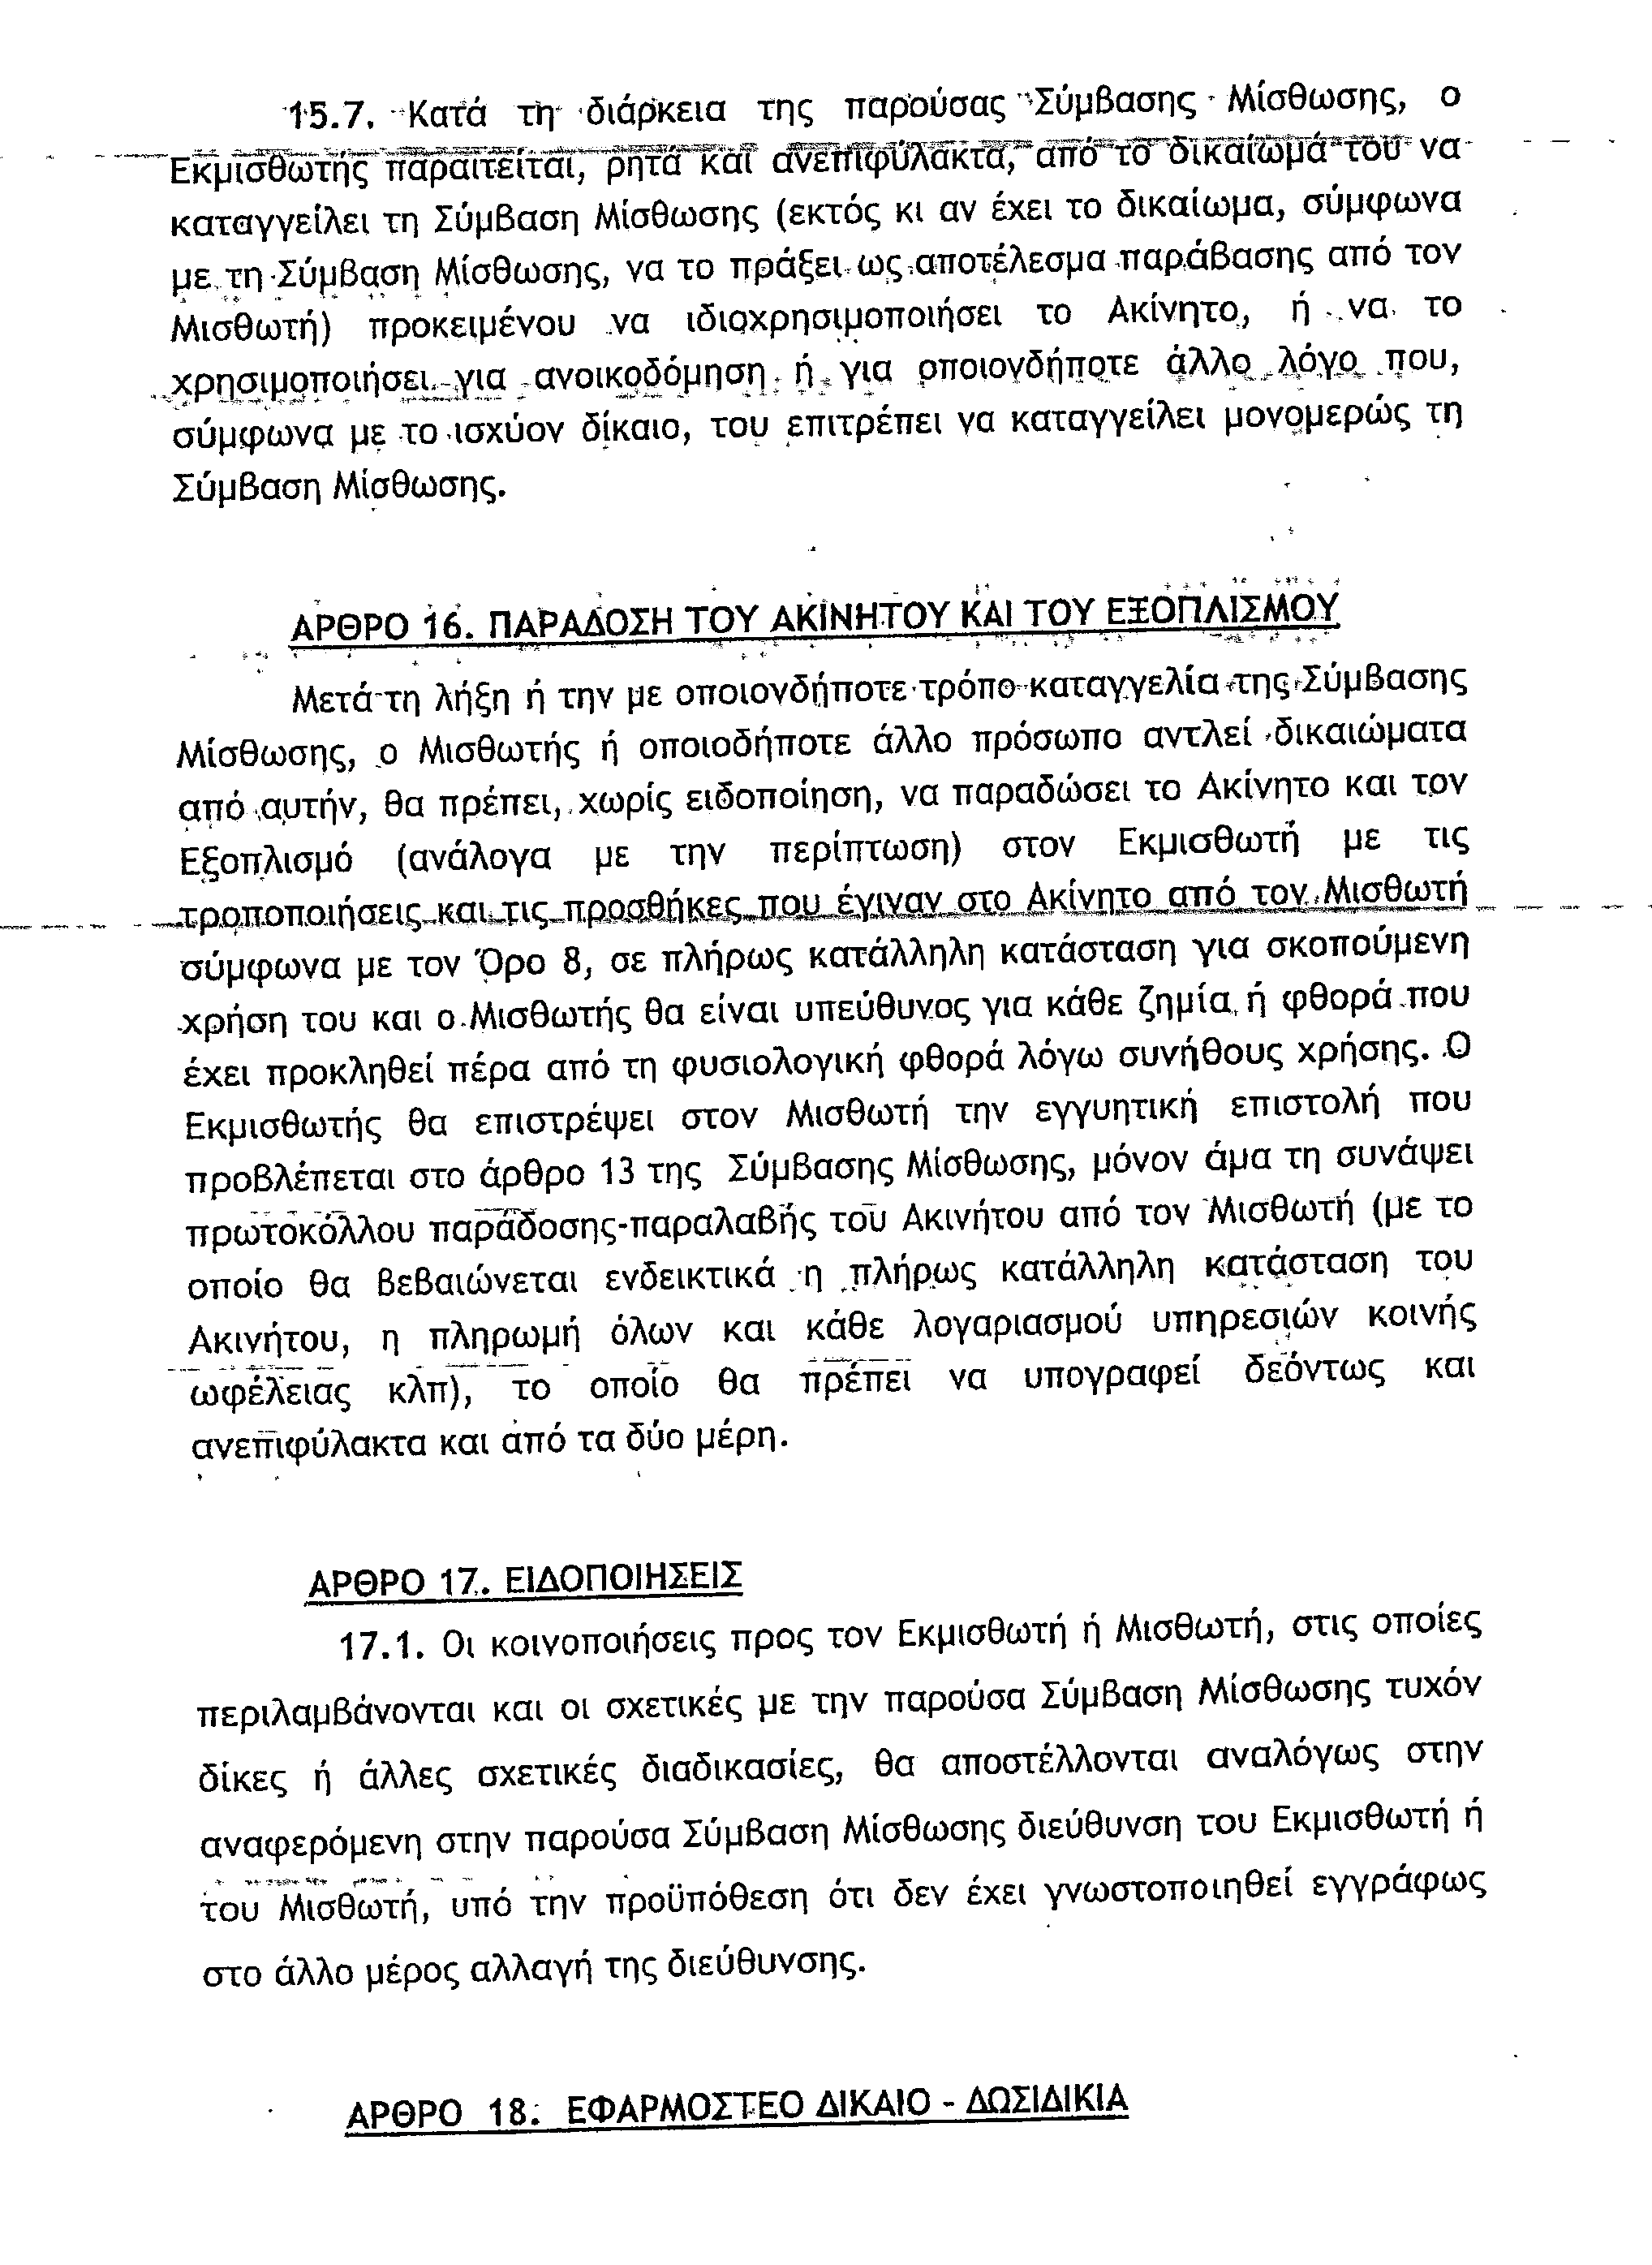 15.7. Κατά τη διάρκεια της παρούσας Σύμβασης Μίσθωσης, ο
Εκμισθωτής παραιτείται, ρητά και ανεπιφύλακτα, από το δικαίωμά του να
καταγγείλει τη Σύμβαση Μίσθωσης (εκτός κι αν έχει το δικαίωμα, σύμφωνα
με τη Σύμβαση Μίσθωσης, να το πράξει ως αποτέλεσμα παράβασης από τον
Μισθωτή) προκειμένου να ιδιοχρησιμοποιήσει το Ακίνητο, ή να το
χρησιμοποιήσει για ανοικοδόμηση ή για οποιονδήποτε άλλο λόγο που,
σύμφωνα με το ισχύον δίκαιο, του επιτρέπει να καταγγείλει μονομερώς τη
Σύμβαση Μίσθωσης.
ΑΡΘΡΟ 16. ΠΑΡΑΔΟΣΗ ΤΟΥ ΑΚΙΝΗΤΟΥ ΚΑΙ ΤΟΥ ΕΞΟΠΛΙΣΜΟΥ
Μετά τη λήξη ή την με οποιονδήποτε τρόπο καταγγελία της Σύμβασης
Μίσθωσης, ο Μισθωτής ή οποιοδήποτε άλλο πρόσωπο αντλεί δικαιώματα
από αυτήν, θα πρέπει, χωρίς ειδοποίηση, να παραδώσει το Ακίνητο και τον
Εξοπλισμό (ανάλογα με την περίπτωση) στον Εκμισθωτή με τις
τροποποιήσεις και τις προσθήκες που έγιναν στο Ακίνητο από τον Μισθωτή
σύμφωνα με τον Όρο 8, σε πλήρως κατάλληλη κατάσταση για σκοπούμενη
χρήση του και ο Μισθωτής θα είναι υπεύθυνος για κάθε ζημία ή φθορά που
έχει προκληθεί πέρα από τη φυσιολογική φθορά λόγω συνήθους χρήσης. Ο
Εκμισθωτής θα επιστρέψει στον Μισθωτή την εγγυητική επιστολή που
προβλέπεται στο άρθρο 13 της Σύμβασης Μίσθωσης, μόνον άμα τη συνάψει
πρωτοκόλλου παράδοσης-παραλαβής του Ακινήτου από τον Μισθωτή (με το
οποίο θα βεβαιώνεται ενδεικτικά η πλήρως κατάλληλη κατάσταση του
Ακινήτου, η πληρωμή όλων και κάθε λογαριασμού υπηρεσιών κοινής
ωφέλειας κλπ), το οποίο θα πρέπει να υπογραφεί δεόντως και
ανεπιφύλακτα και από τα δύο μέρη.
ΑΡΘΡΟ 17. ΕΙΔΟΠΟΙΗΣΕΙΣ
17.1. Οι κοινοποιήσεις προς τον Εκμισθωτή ή Μισθωτή, στις οποίες
περιλαμβάνονται και οι σχετικές με την παρούσα Σύμβαση Μίσθωσης τυχόν
δίκες ή άλλες σχετικές διαδικασίες, θα αποστέλλονται αναλόγως στην
αναφερόμενη στην παρούσα Σύμβαση Μίσθωσης διεύθυνση του Εκμισθωτή ή
του Μισθωτή, υπό την προϋπόθεση ότι δεν έχει γνωστοποιηθεί εγγράφως
στο άλλο μέρος αλλαγή της διεύθυνσης.
ΑΡΘΡΟ 18. ΕΦΑΡΜΟΣΤΕΟ ΔΙΚΑΙΟ - ΔΩΣΙΔΙΚΙΑ